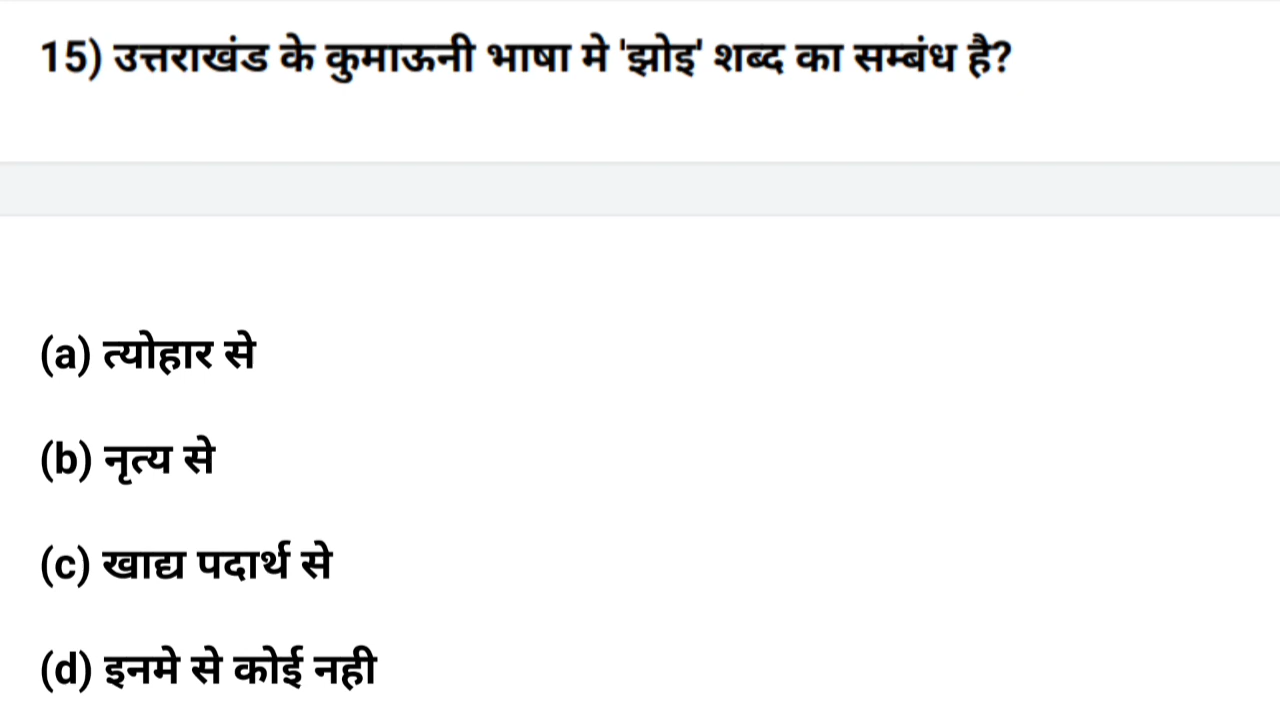 15) उत्तराखंड के कुमाऊनी भाषा मे 'झोइ' शब्द का सम्बंध है?
(a) त्योहार से
(b) नृत्य से
(c) खाद्य पदार्थ से
(d) इनमे से कोई नही